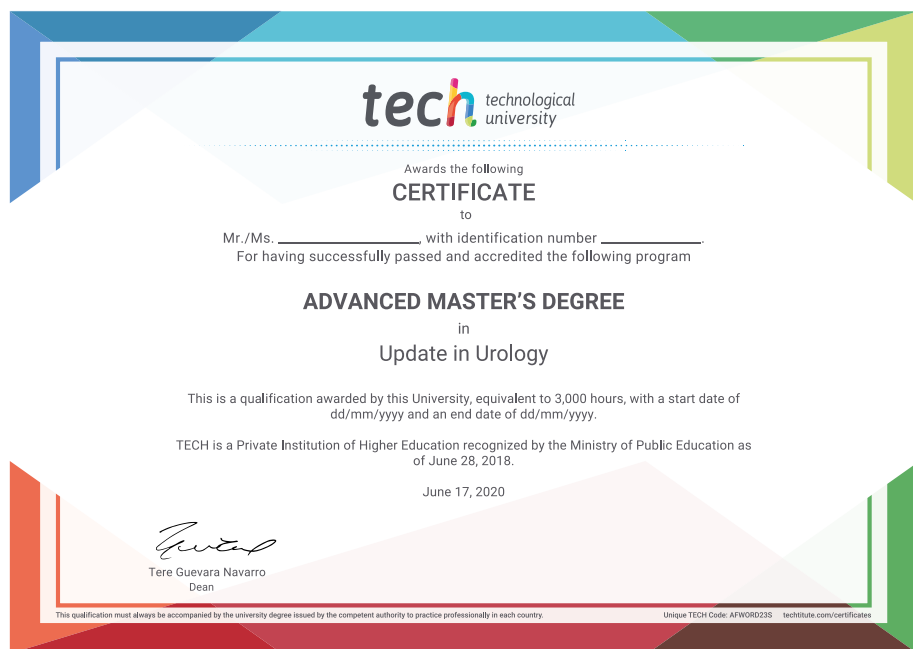 tech technological
university
Awards the following
CERTIFICATE
to
Mr./Ms. ____________________, with identification number ______________.
For having successfully passed and accredited the following program
ADVANCED MASTER’S DEGREE
in
Update in Urology
This is a qualification awarded by this University, equivalent to 3,000 hours, with a start date of
dd/mm/yyyy and an end date of dd/mm/yyyy.
TECH is a Private Institution of Higher Education recognized by the Ministry of Public Education as
of June 28, 2018.
June 17, 2020
Tere Guevara Navarro
Dean
This qualification must always be accompanied by the university degree issued by the competent authority to practice professionally in each country.
Unique TECH Code: AFWORD23S techtitute.com/certificates